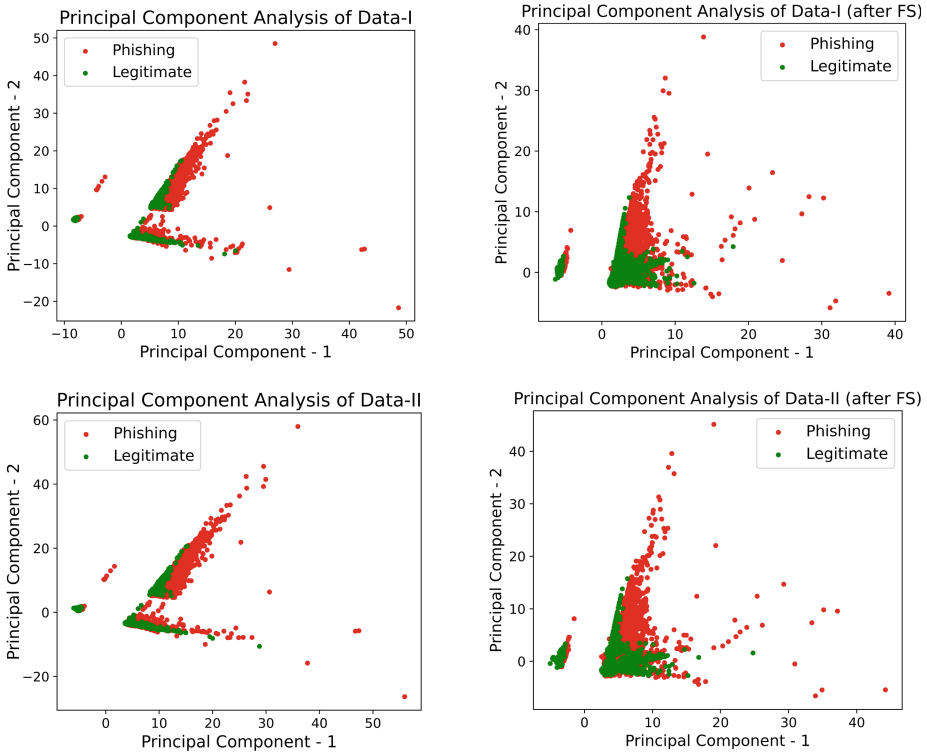 Principal Component Analysis of Data-I
Phishing
Legitimate
50
40
30
20
10
0
−10
−20
−10
0
10
20
30
40
50
Principal Component - 2
Principal Component - 1
Principal Component Analysis of Data-I (after FS)
Phishing
Legitimate
40
30
20
10
0
0
10
20
30
40
Principal Component - 2
Principal Component - 1
Principal Component Analysis of Data-II
Phishing
Legitimate
60
40
20
0
−20
0
10
20
30
40
50
Principal Component - 2
Principal Component - 1
Principal Component Analysis of Data-II (after FS)
Phishing
Legitimate
40
30
20
10
0
0
10
20
30
40
Principal Component - 2
Principal Component - 1